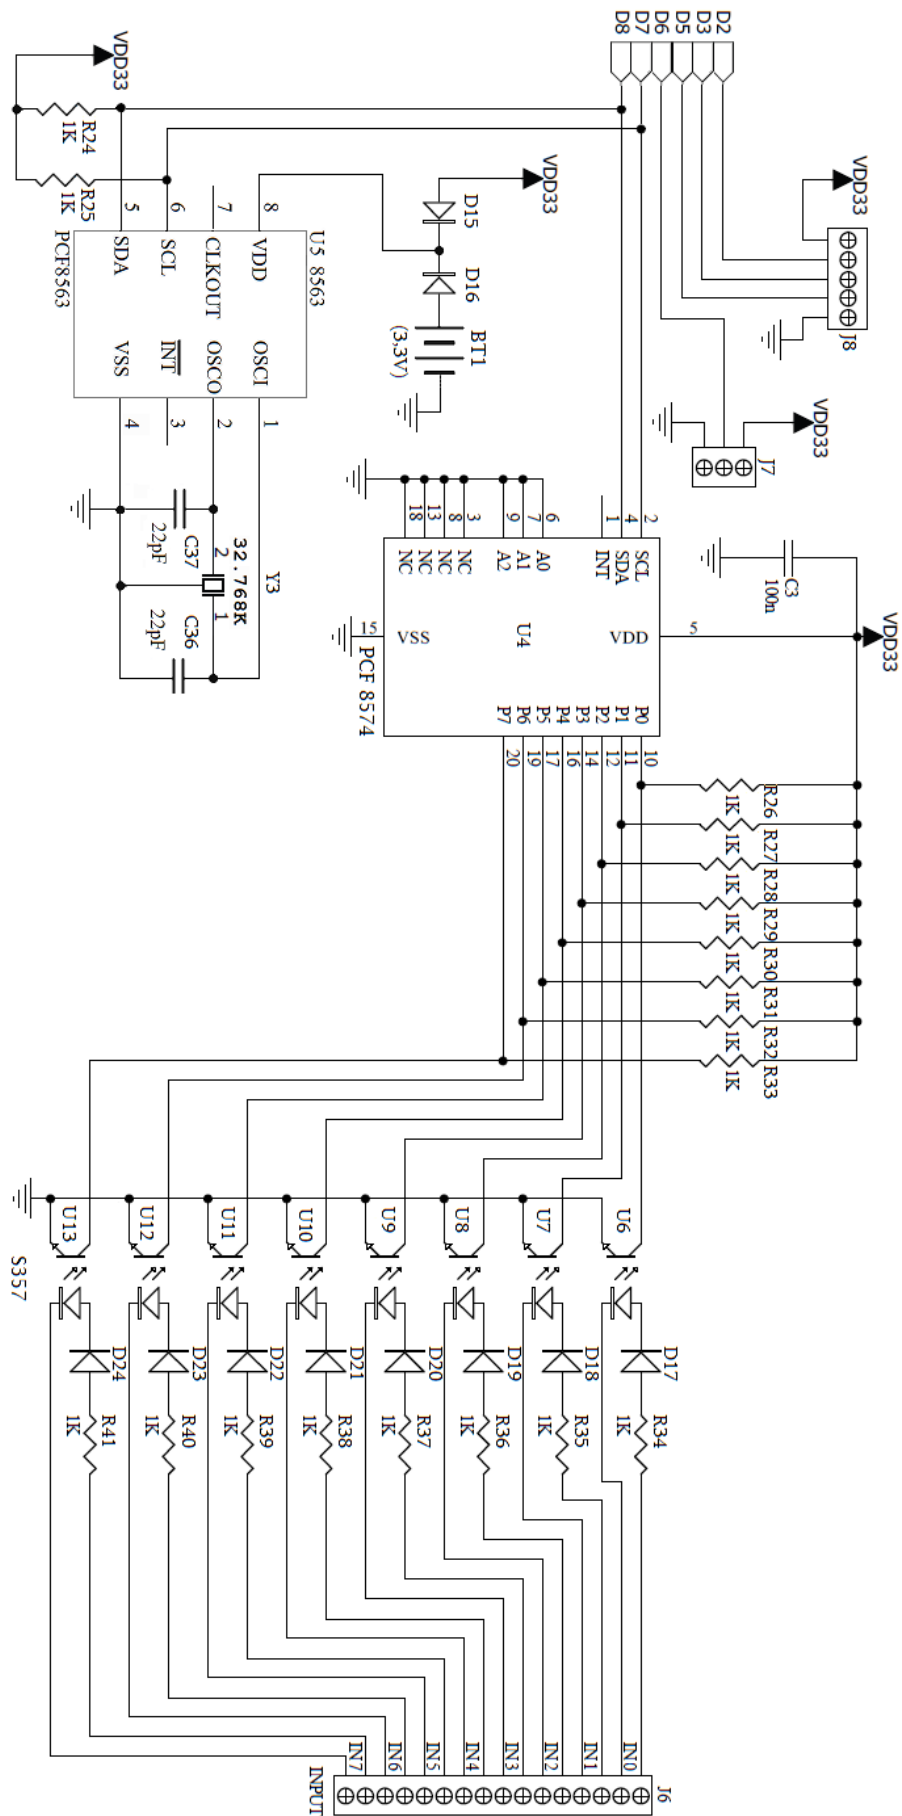 D8
D7
D6
D5
D3
D2
VDD33
R24
1K
R25
1K
VDD33
D15
D16
BT1
(3,3V)
VDD33
J8
VDD33
J7
5
6
7
8
SDA
SCL
CLKOUT
VDD
U5 8563
PCF8563
VSS
INT
OSCO
OSCI
4
3
2
1
C37
22pF
2
32.768K
1
Y3
C36
22pF
18
13
8
3
9
7
6
1
4
2
NC
NC
NC
NC
A2
A1
A0
INT
SDA
SCL
U4
15
VSS
VDD
5
PCF 8574
P7
P6
P5
P4
P3
P2
P1
P0
20
19
17
16
14
12
11
10
C3
100n
VDD33
R26
1K
R27
1K
R28
1K
R29
1K
R30
1K
R31
1K
R32
1K
R33
1K
U13
U12
U11
U10
U9
U8
U7
U6
S357
D24
D23
D22
D21
D20
D19
D18
D17
R41
1K
R40
1K
R39
1K
R38
1K
R37
1K
R36
1K
R35
1K
R34
1K
IN7
IN6
IN5
IN4
IN3
IN2
IN1
IN0
J6
INPUT